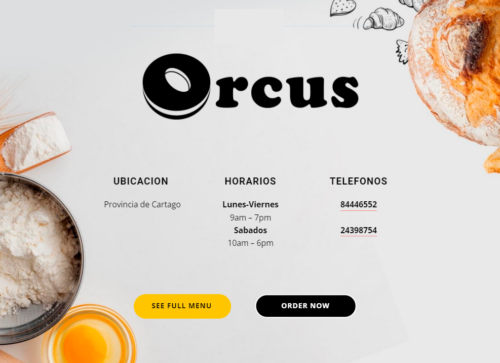 Orcus
UBICACION
Provincia de Cartago
HORARIOS
Lunes-Viernes
9am – 7pm
Sabados
10am – 6pm
TELEFONOS
84446552
24398754
SEE FULL MENU
ORDER NOW